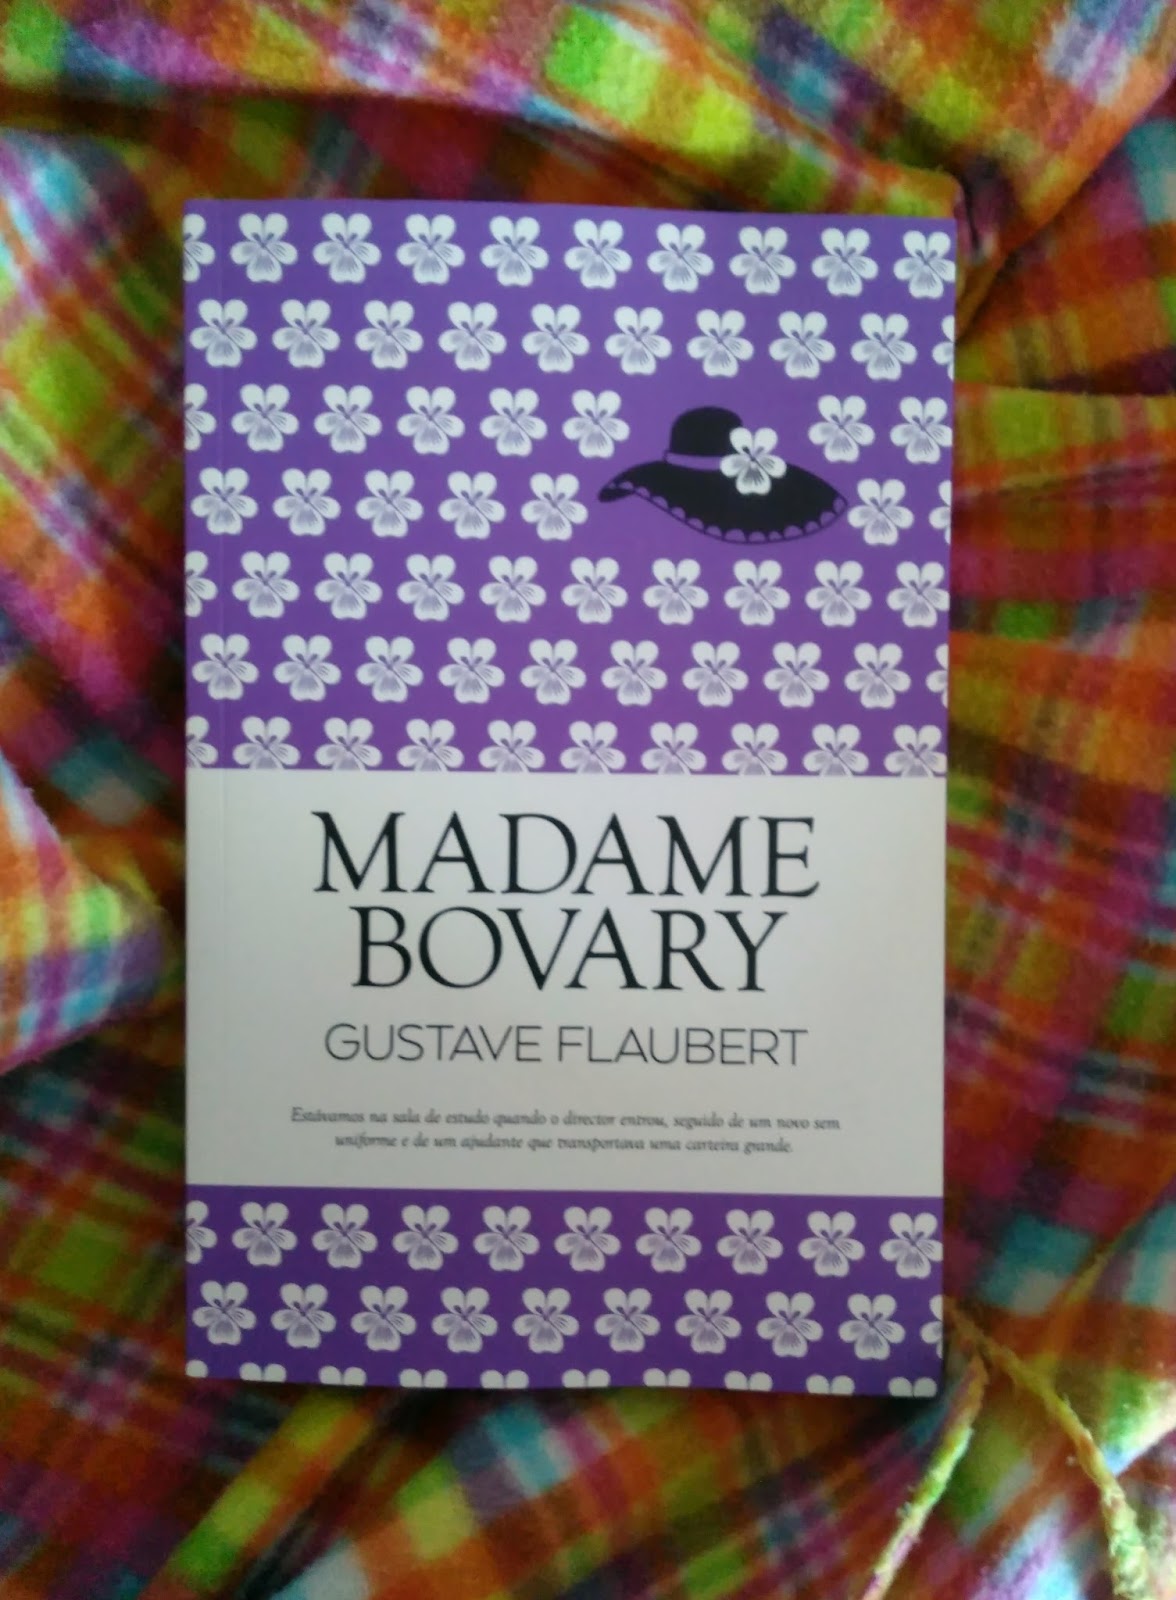 MADAME
BOVARY
GUSTAVE FLAUBERT
Estávamos na sala de estudo quando o director entrou, seguido de um novo sem
uniforme e de um ajudante que transportava uma carteira grande.